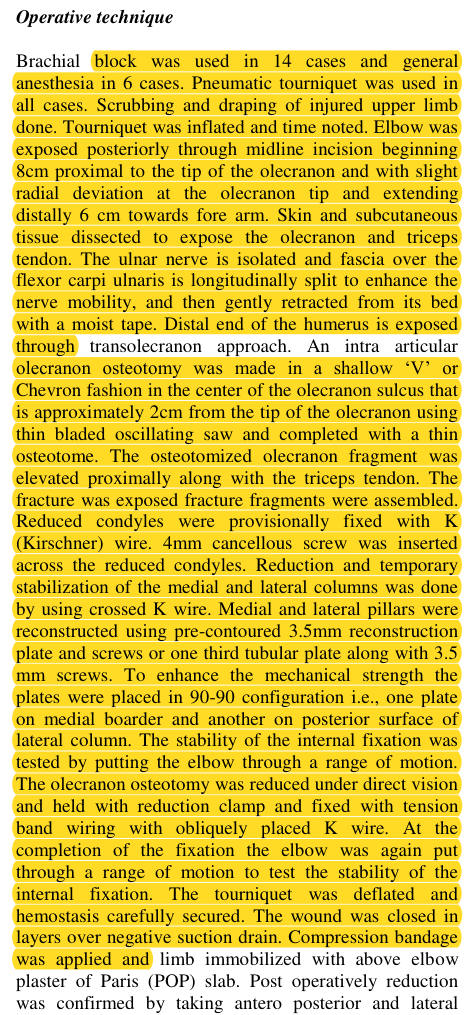 Operative technique
Brachial block was used in 14 cases and general
anesthesia in 6 cases. Pneumatic tourniquet was used in
all cases. Scrubbing and draping of injured upper limb
done. Tourniquet was inflated and time noted. Elbow was
exposed posteriorly through midline incision beginning
8cm proximal to the tip of the olecranon and with slight
radial deviation at the olecranon tip and extending
distally 6 cm towards fore arm. Skin and subcutaneous
tissue dissected to expose the olecranon and triceps
tendon. The ulnar nerve is isolated and fascia over the
flexor carpi ulnaris is longitudinally split to enhance the
nerve mobility, and then gently retracted from its bed
with a moist tape. Distal end of the humerus is exposed
through transolecranon approach. An intra articular
olecranon osteotomy was made in a shallow ‘V’ or
Chevron fashion in the center of the olecranon sulcus that
is approximately 2cm from the tip of the olecranon using
thin bladed oscillating saw and completed with a thin
osteotome. The osteotomized olecranon fragment was
elevated proximally along with the triceps tendon. The
fracture was exposed fracture fragments were assembled.
Reduced condyles were provisionally fixed with K
(Kirschner) wire. 4mm cancellous screw was inserted
across the reduced condyles. Reduction and temporary
stabilization of the medial and lateral columns was done
by using crossed K wire. Medial and lateral pillars were
reconstructed using pre-contoured 3.5mm reconstruction
plate and screws or one third tubular plate along with 3.5
mm screws. To enhance the mechanical strength the
plates were placed in 90-90 configuration i.e., one plate
on medial boarder and another on posterior surface of
lateral column. The stability of the internal fixation was
tested by putting the elbow through a range of motion.
The olecranon osteotomy was reduced under direct vision
and held with reduction clamp and fixed with tension
band wiring with obliquely placed K wire. At the
completion of the fixation the elbow was again put
through a range of motion to test the stability of the
internal fixation. The tourniquet was deflated and
hemostasis carefully secured. The wound was closed in
layers over negative suction drain. Compression bandage
was applied and limb immobilized with above elbow
plaster of Paris (POP) slab. Post operatively reduction
was confirmed by taking antero posterior and lateral